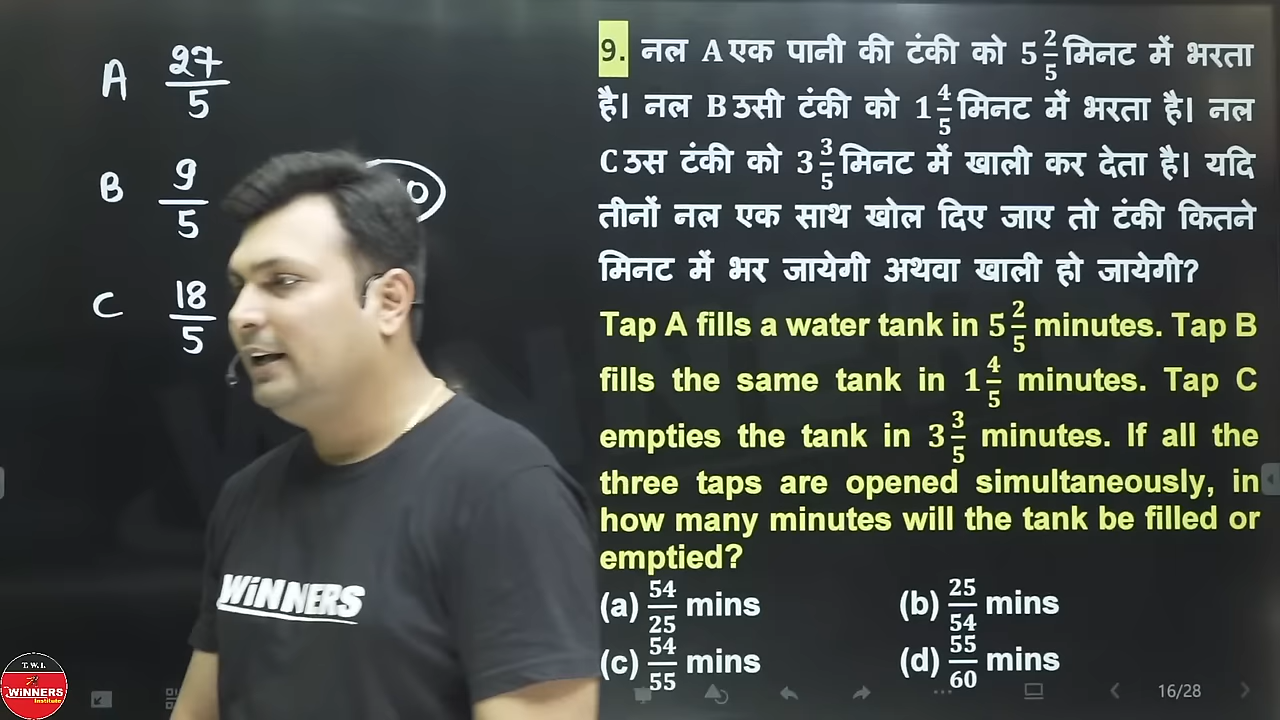 A 27/5
B 9/5
C 18/5
9. नल A एक पानी की टंकी को 5 2/5 मिनट में भरता
है। नल B उसी टंकी को 1 4/5 मिनट में भरता है। नल
C उस टंकी को 3 3/5 मिनट में खाली कर देता है। यदि
तीनों नल एक साथ खोल दिए जाए तो टंकी कितने
मिनट में भर जायेगी अथवा खाली हो जायेगी?
Tap A fills a water tank in 5 2/5 minutes. Tap B
fills the same tank in 1 4/5 minutes. Tap C
empties the tank in 3 3/5 minutes. If all the
three taps are opened simultaneously, in
how many minutes will the tank be filled or
emptied?
(a) 54/25 mins (b) 25/54 mins
(c) 54/55 mins (d) 55/60 mins
WiNNERS
T.W.I.
WINNERS
Institute
16/28